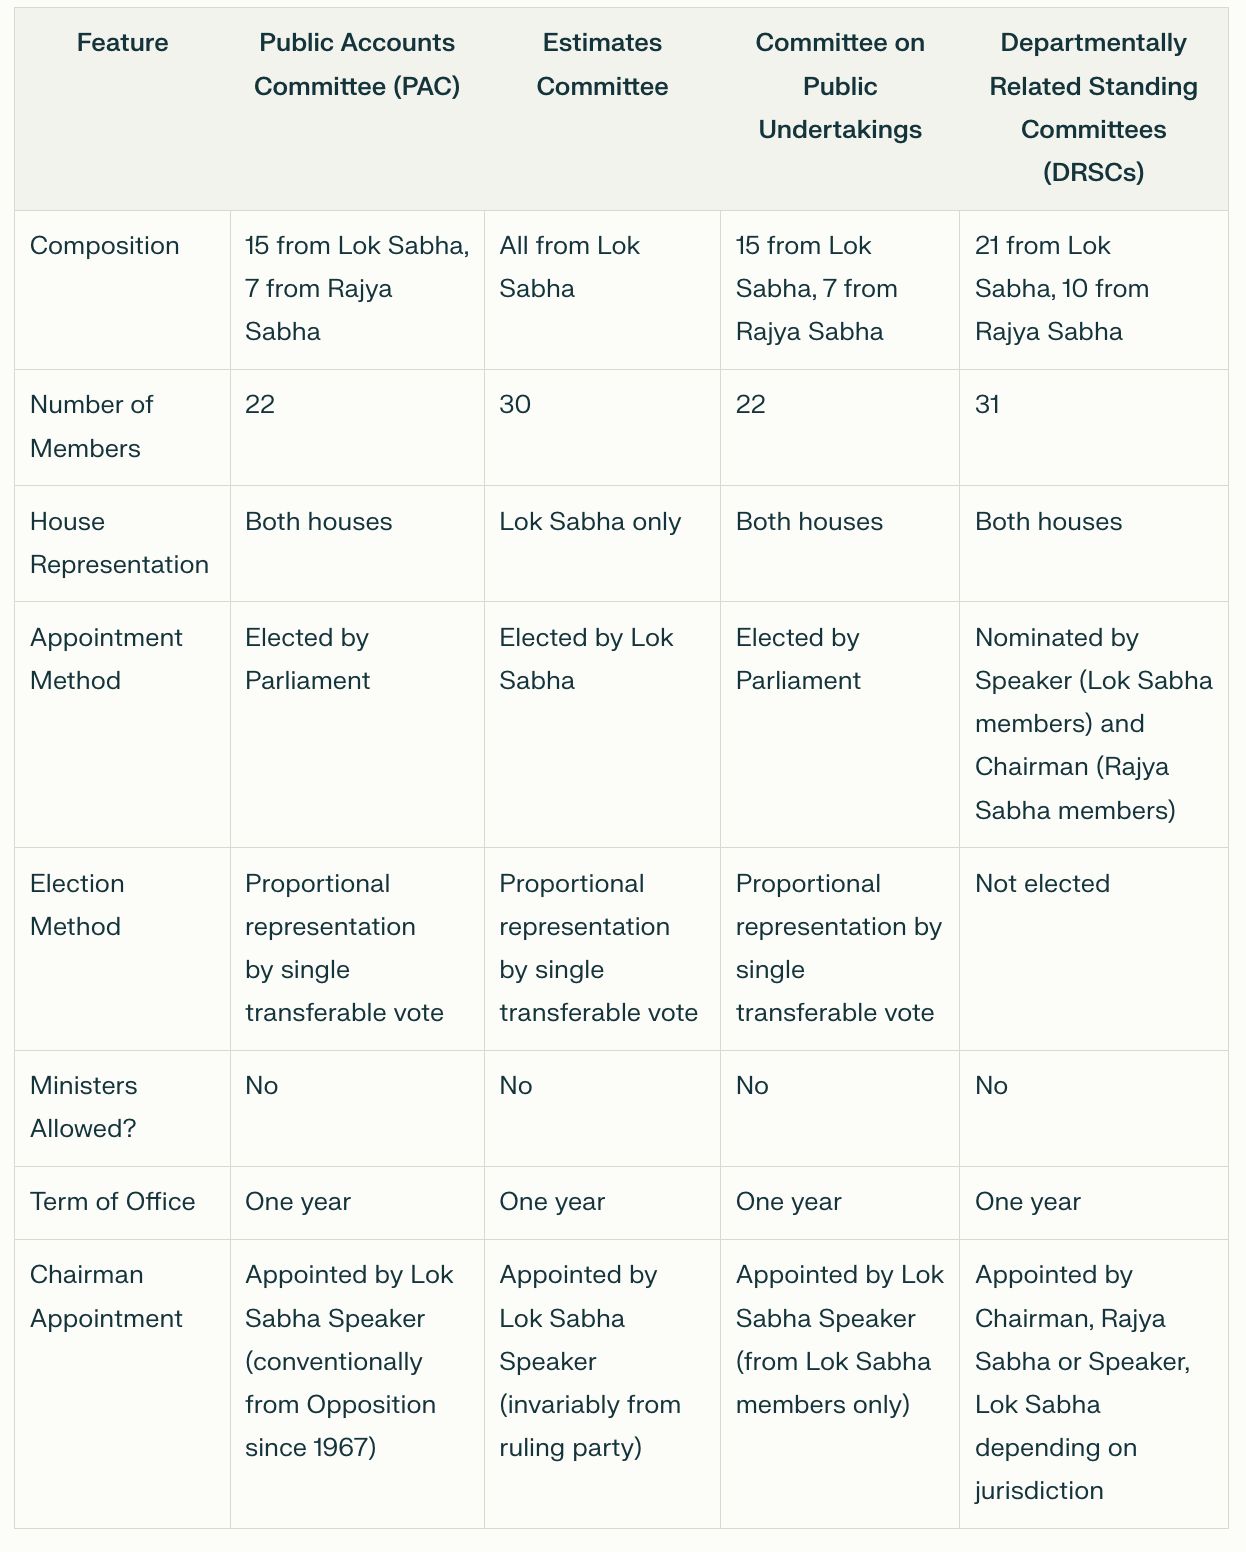 Feature
Public Accounts
Committee (PAC)
Estimates
Committee
Committee on
Public
Undertakings
Departmentally
Related Standing
Committees
(DRSCs)
Composition
15 from Lok Sabha,
7 from Rajya
Sabha
All from Lok
Sabha
15 from Lok
Sabha, 7 from
Rajya Sabha
21 from Lok
Sabha, 10 from
Rajya Sabha
Number of
Members
22
30
22
31
House
Representation
Both houses
Lok Sabha only
Both houses
Both houses
Appointment
Method
Elected by
Parliament
Elected by Lok
Sabha
Elected by
Parliament
Nominated by
Speaker (Lok Sabha
members) and
Chairman (Rajya
Sabha members)
Election
Method
Proportional
representation
by single
transferable vote
Proportional
representation
by single
transferable vote
Proportional
representation by
single
transferable vote
Not elected
Ministers
Allowed?
No
No
No
No
Term of Office
One year
One year
One year
One year
Chairman
Appointment
Appointed by Lok
Sabha Speaker
(conventionally
from Opposition
since 1967)
Appointed by
Lok Sabha
Speaker
(invariably from
ruling party)
Appointed by Lok
Sabha Speaker
(from Lok Sabha
members only)
Appointed by
Chairman, Rajya
Sabha or Speaker,
Lok Sabha
depending on
jurisdiction